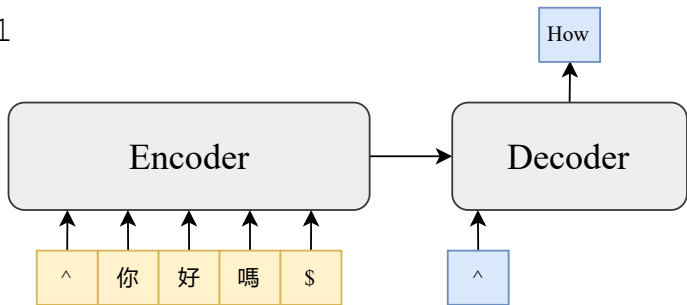 1
How
Encoder
Decoder
^ 你 好 嗎 $
^